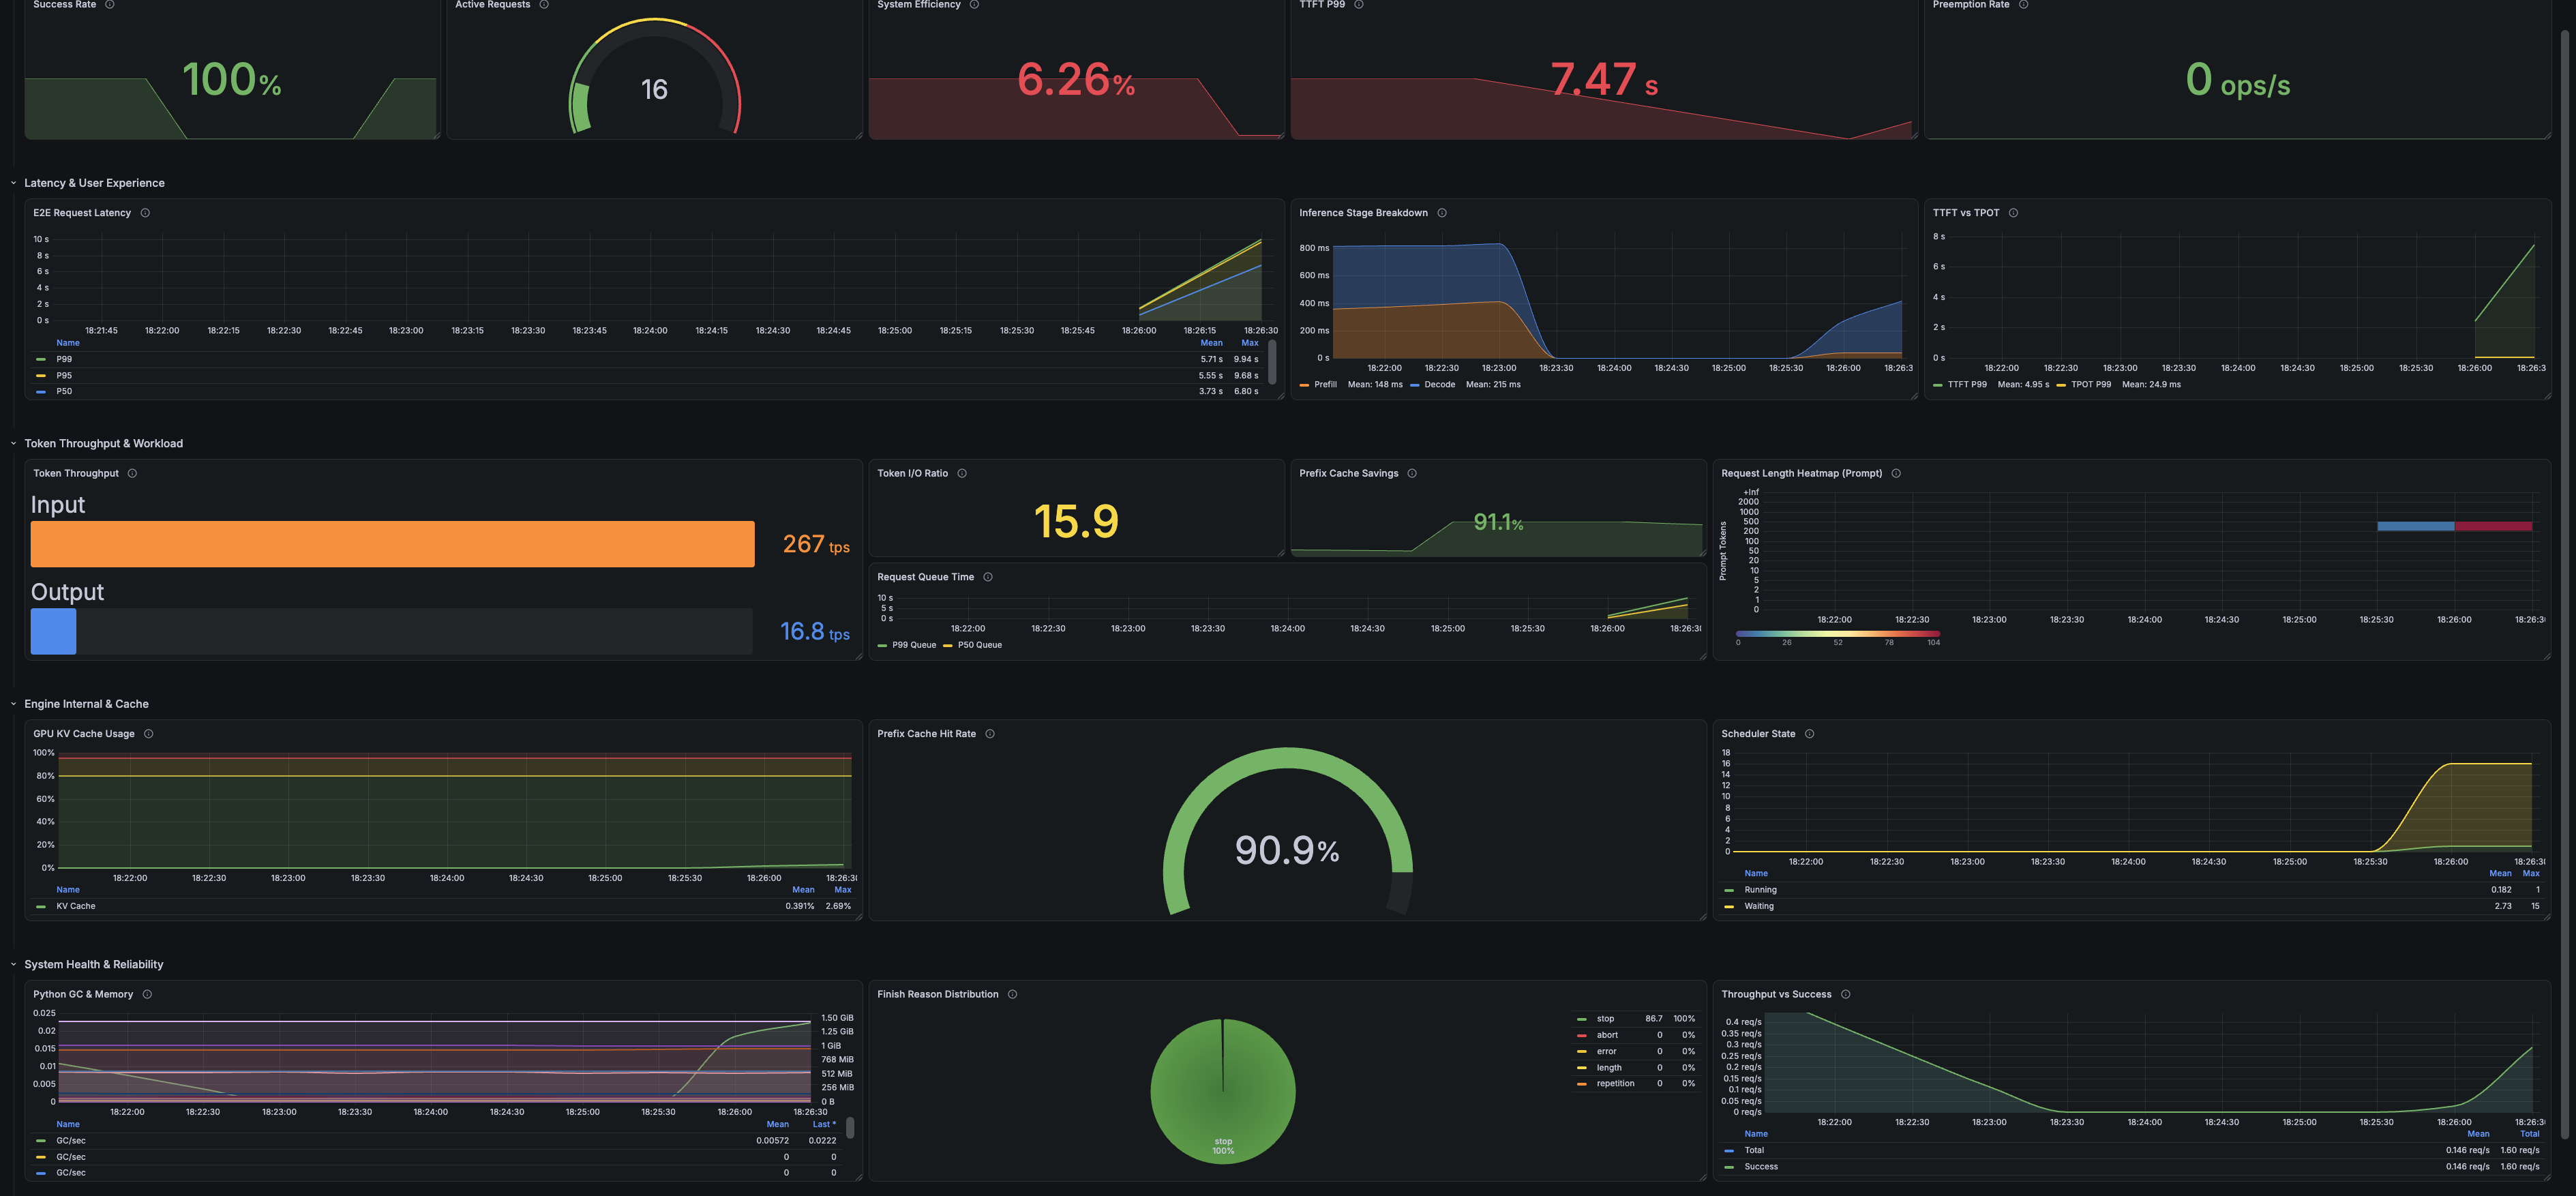 Success Rate
Active Requests
System Efficiency
TTFT P99
Preemption Rate
100%
16
6.26%
7.47 s
0 ops/s
Latency & User Experience
E2E Request Latency
10 s
8 s
6 s
4 s
2 s
0 s
18:21:45 18:22:00 18:22:15 18:22:30 18:22:45 18:23:00 18:23:15 18:23:30 18:23:45 18:24:00 18:24:15 18:24:30 18:24:45 18:25:00 18:25:15 18:25:30 18:25:45 18:26:00 18:26:15 18:26:30
Name Mean Max
P99 5.71 s 9.94 s
P95 5.55 s 9.68 s
P50 3.73 s 6.80 s
Inference Stage Breakdown
800 ms
600 ms
400 ms
200 ms
0 s
18:22:00 18:22:30 18:23:00 18:23:30 18:24:00 18:24:30 18:25:00 18:25:30 18:26:00 18:26:3
Prefill Mean: 148 ms Decode Mean: 215 ms
TTFT vs TPOT
8 s
6 s
4 s
2 s
0 s
18:22:00 18:22:30 18:23:00 18:23:30 18:24:00 18:24:30 18:25:00 18:25:30 18:26:00 18:26:3
TTFT P99 Mean: 4.95 s TPOT P99 Mean: 24.9 ms
Token Throughput & Workload
Token Throughput
Input
267 tps
Output
16.8 tps
Token I/O Ratio
15.9
Prefix Cache Savings
91.1%
Request Queue Time
10 s
5 s
0 s
18:22:00 18:22:30 18:23:00 18:23:30 18:24:00 18:24:30 18:25:00 18:25:30 18:26:00 18:26:3
P99 Queue P50 Queue
Request Length Heatmap (Prompt)
Prompt Tokens
+Inf
2000
1000
500
200
100
50
20
10
5
2
1
0
18:22:00 18:22:30 18:23:00 18:23:30 18:24:00 18:24:30 18:25:00 18:25:30 18:26:00 18:26:3
0 26 52 78 104
Engine Internal & Cache
GPU KV Cache Usage
100%
80%
60%
40%
20%
0%
18:22:00 18:22:30 18:23:00 18:23:30 18:24:00 18:24:30 18:25:00 18:25:30 18:26:00 18:26:3
Name Mean Max
KV Cache 0.391% 2.69%
Prefix Cache Hit Rate
90.9%
Scheduler State
18
16
14
12
10
8
6
4
2
0
18:22:00 18:22:30 18:23:00 18:23:30 18:24:00 18:24:30 18:25:00 18:25:30 18:26:00 18:26:3
Name Mean Max
Running 0.182 1
Waiting 2.73 15
System Health & Reliability
Python GC & Memory
0.025
0.02
0.015
0.01
0.005
0
1.50 GiB
1.25 GiB
1 GiB
768 MiB
512 MiB
256 MiB
0 B
18:22:00 18:22:30 18:23:00 18:23:30 18:24:00 18:24:30 18:25:00 18:25:30 18:26:00 18:26:30
Name Mean Last *
GC/sec 0.00572 0.0222
GC/sec 0 0
GC/sec 0 0
Finish Reason Distribution
stop
100%
stop 86.7 100%
abort 0 0%
error 0 0%
length 0 0%
repetition 0 0%
Throughput vs Success
0.4 req/s
0.35 req/s
0.3 req/s
0.25 req/s
0.2 req/s
0.15 req/s
0.1 req/s
0.05 req/s
0 req/s
18:22:00 18:22:30 18:23:00 18:23:30 18:24:00 18:24:30 18:25:00 18:25:30 18:26:00 18:26:3
Name Mean Total
Total 0.146 req/s 1.60 req/s
Success 0.146 req/s 1.60 req/s